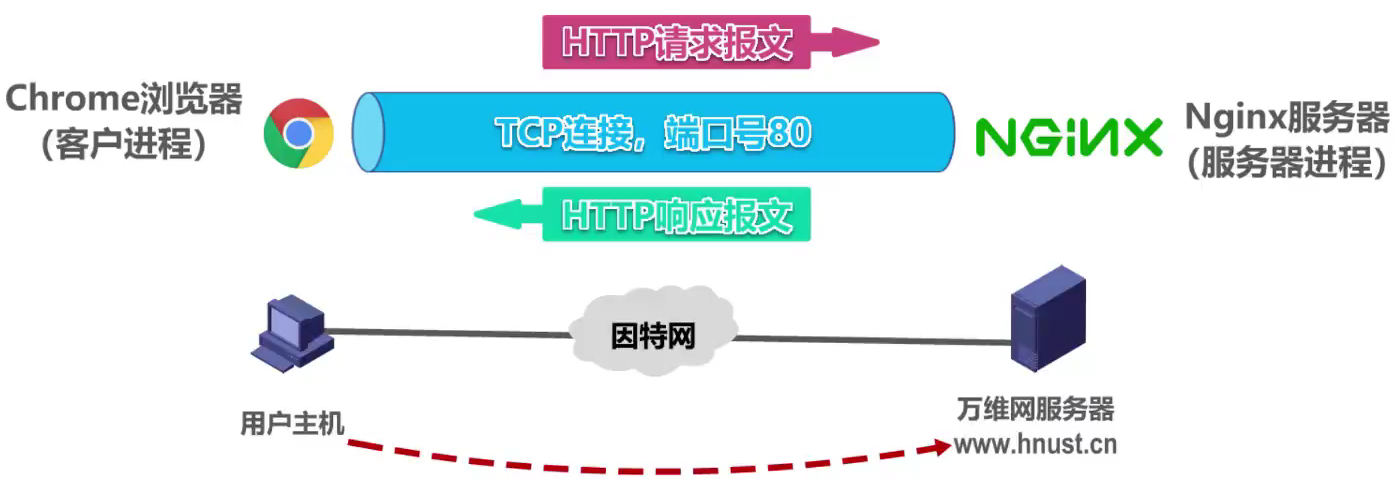 HTTP请求报文
Chrome浏览器
(客户进程)
TCP连接，端口号80
NGiNX
Nginx服务器
(服务器进程)
HTTP响应报文
因特网
用户主机
万维网服务器
www.hnust.cn